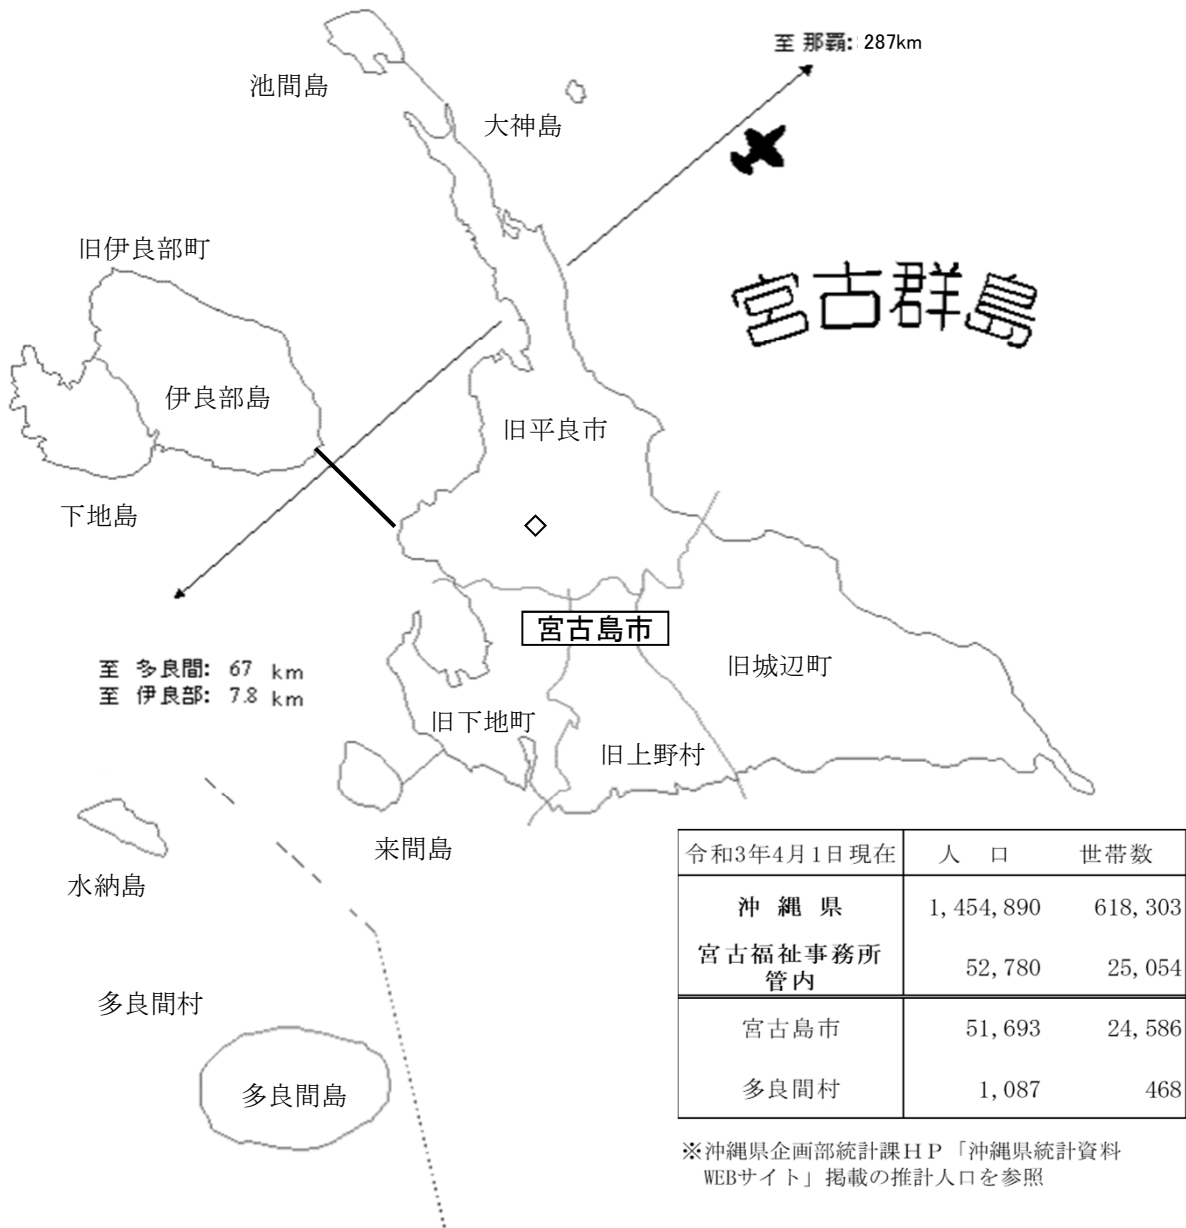 至 那覇: 287km
池間島
大神島
旧伊良部町
宮古群島
伊良部島
旧平良市
下地島
宮古島市
旧城辺町
至 多良間: 67 km
至 伊良部: 7.8 km
旧下地町
旧上野村
来間島
水納島
多良間村
多良間島
令和3年4月1日現在 人 口 世帯数
沖 縄 県 1,454,890 618,303
宮古福祉事務所
管内 52,780 25,054
宮古島市 51,693 24,586
多良間村 1,087 468
※沖縄県企画部統計課HP「沖縄県統計資料
WEBサイト」掲載の推計人口を参照